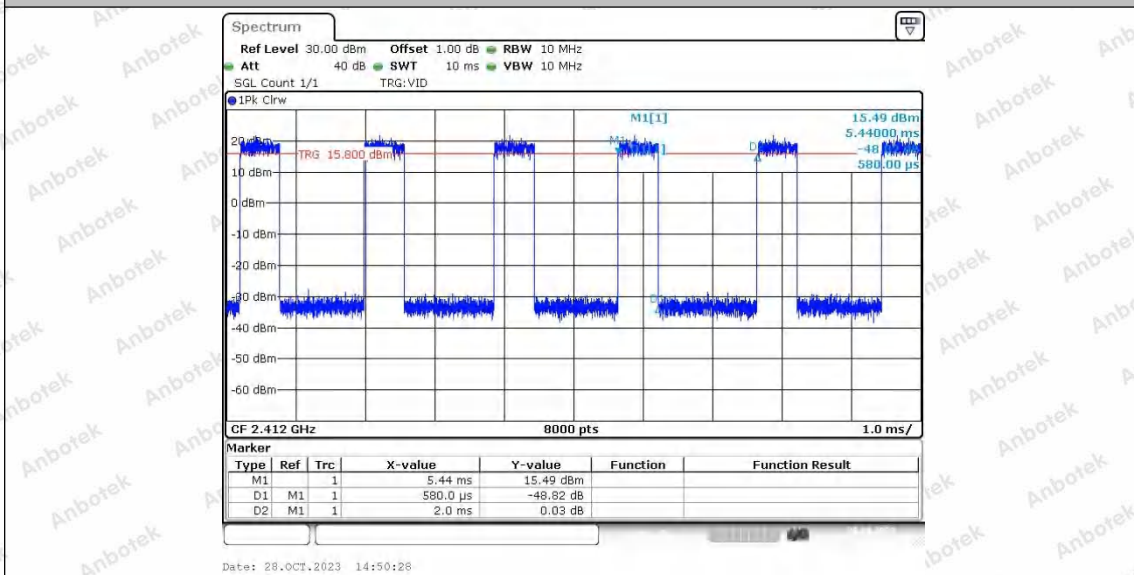 Spectrum
Ref Level 30.00 dBm Offset 1.00 dB RBW 10 MHz
Att 40 dB SWT 10 ms VBW 10 MHz
SGL Count 1/1 TRG:VID
1Pk Clrw
M1[1] 15.49 dBm
5.44000 ms
20 dBm
TRG 15.800 dBm
580.00 µs
10 dBm
0 dBm
-10 dBm
-20 dBm
-30 dBm
-40 dBm
-50 dBm
-60 dBm
CF 2.412 GHz 8000 pts 1.0 ms/
Marker
Type Ref Trc X-value Y-value Function Function Result
M1 1 5.44 ms 15.49 dBm
D1 M1 1 580.0 µs -48.82 dB
D2 M1 1 2.0 ms 0.03 dB
Date: 28.OCT.2023 14:50:28
Anbotek